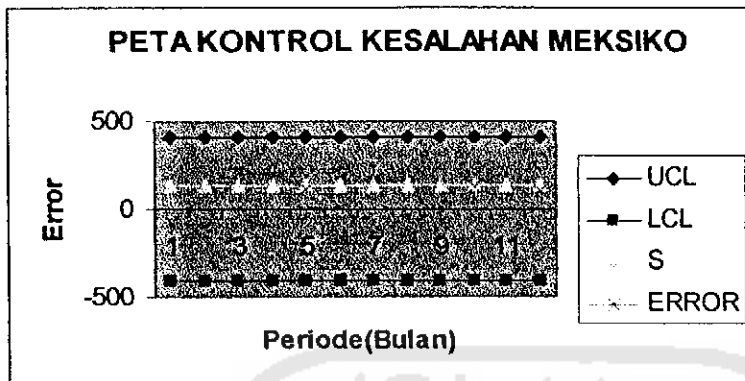 PETA KONTROL KESALAHAN MEKSIKO
500
0
-500
Error
1 3 5 7 9 11
Periode(Bulan)
UCL
LCL
S
ERROR